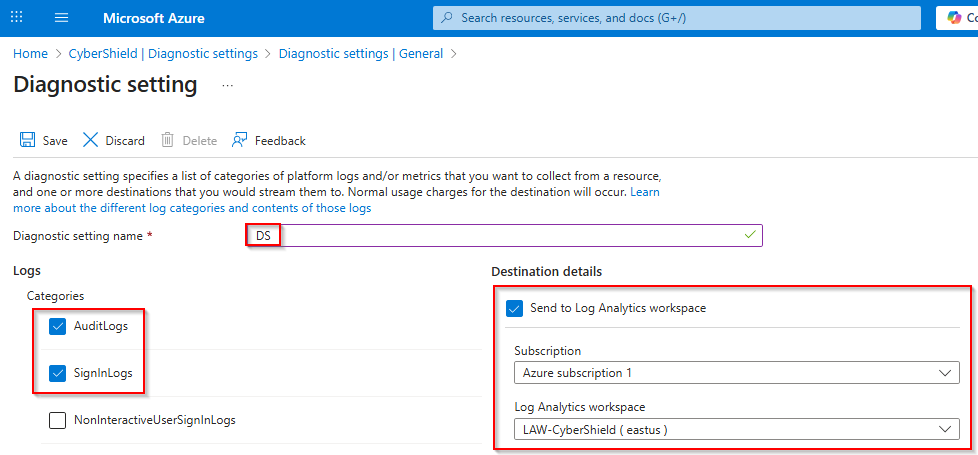 Microsoft Azure
Search resources, services, and docs (G+/)
Co
Home > CyberShield | Diagnostic settings > Diagnostic settings | General >
Diagnostic setting ...
Save Discard Delete Feedback
A diagnostic setting specifies a list of categories of platform logs and/or metrics that you want to collect from a resource,
and one or more destinations that you would stream them to. Normal usage charges for the destination will occur. Learn
more about the different log categories and contents of those logs
Diagnostic setting name *
DS
Logs
Categories
AuditLogs
SignInLogs
NonInteractiveUserSignInLogs
Destination details
Send to Log Analytics workspace
Subscription
Azure subscription 1
Log Analytics workspace
LAW-CyberShield ( eastus )